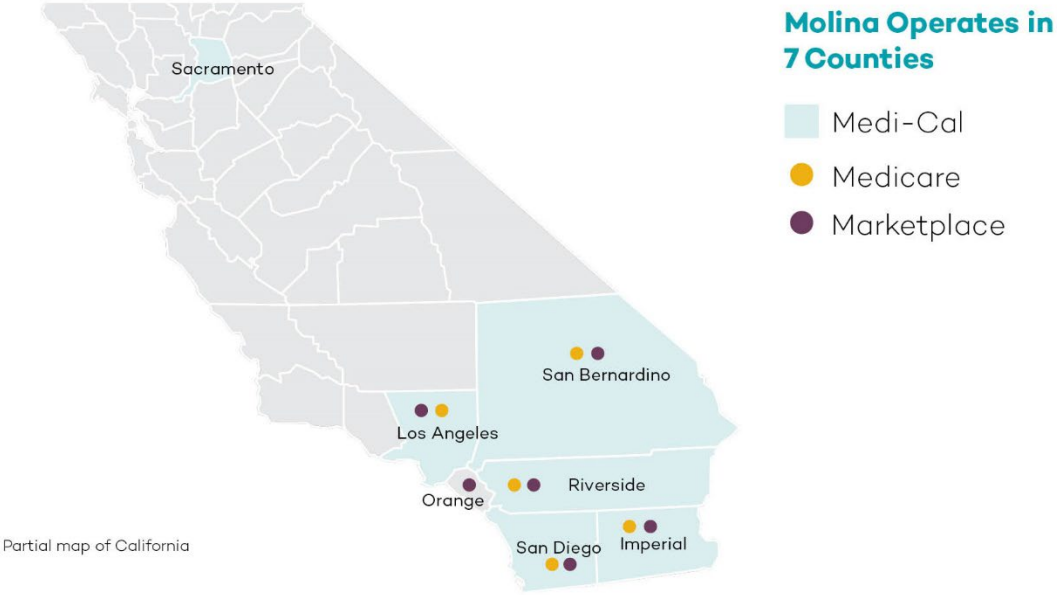 Molina Operates in
7 Counties
Medi-Cal
Medicare
Marketplace
Sacramento
San Bernardino
Los Angeles
Riverside
Orange
San Diego
Imperial
Partial map of California